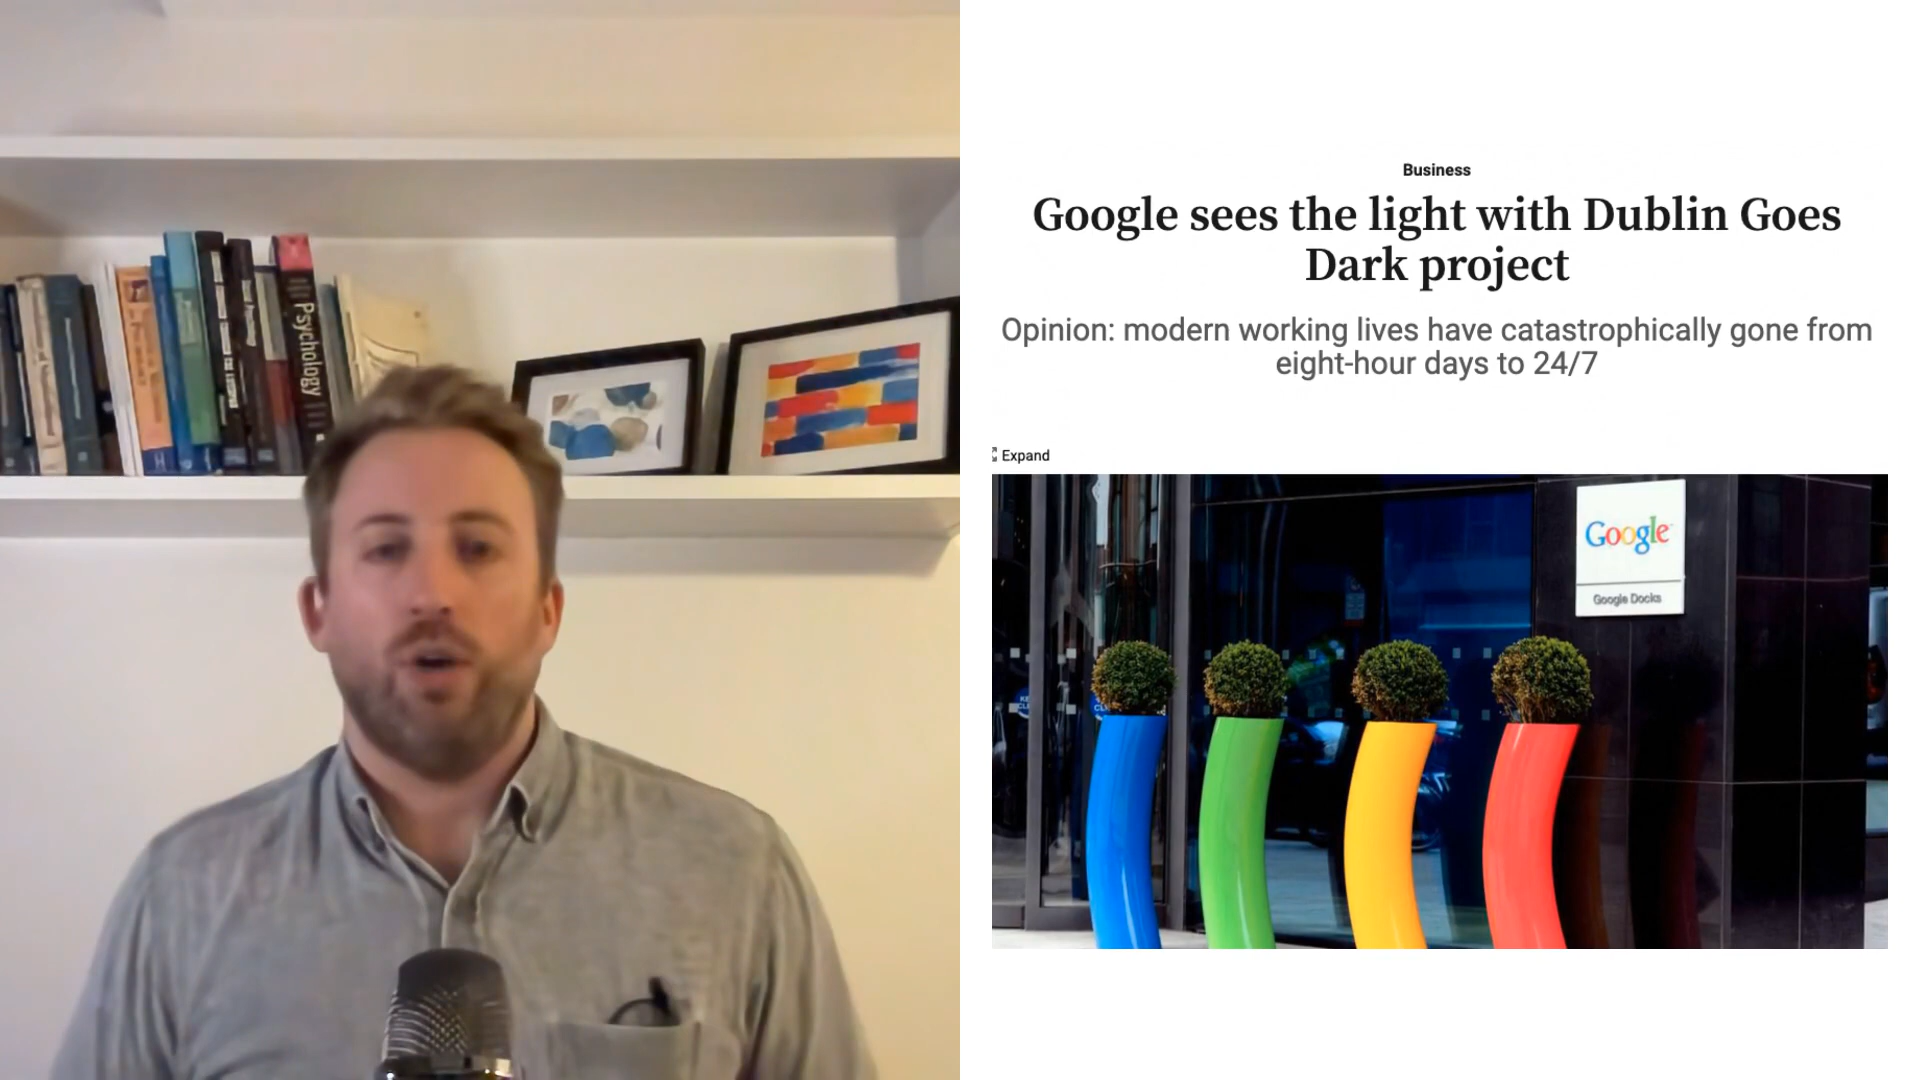 Psychology
Business
Google sees the light with Dublin Goes
Dark project
Opinion: modern working lives have catastrophically gone from
eight-hour days to 24/7
Expand
Google
Google Docks